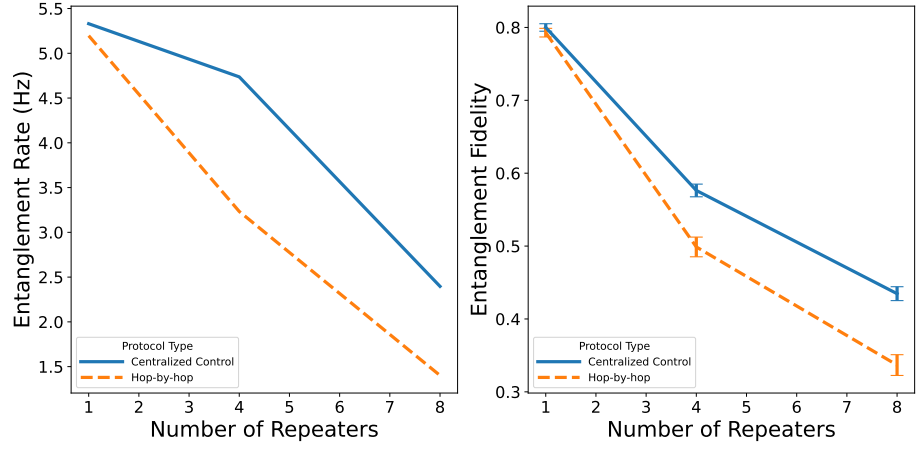 Entanglement Rate (Hz)
5.5
5.0
4.5
4.0
3.5
3.0
2.5
2.0
1.5
Protocol Type
Centralized Control
Hop-by-hop
1 2 3 4 5 6 7 8
Number of Repeaters
Entanglement Fidelity
0.8
0.7
0.6
0.5
0.4
0.3
Protocol Type
Centralized Control
Hop-by-hop
1 2 3 4 5 6 7 8
Number of Repeaters